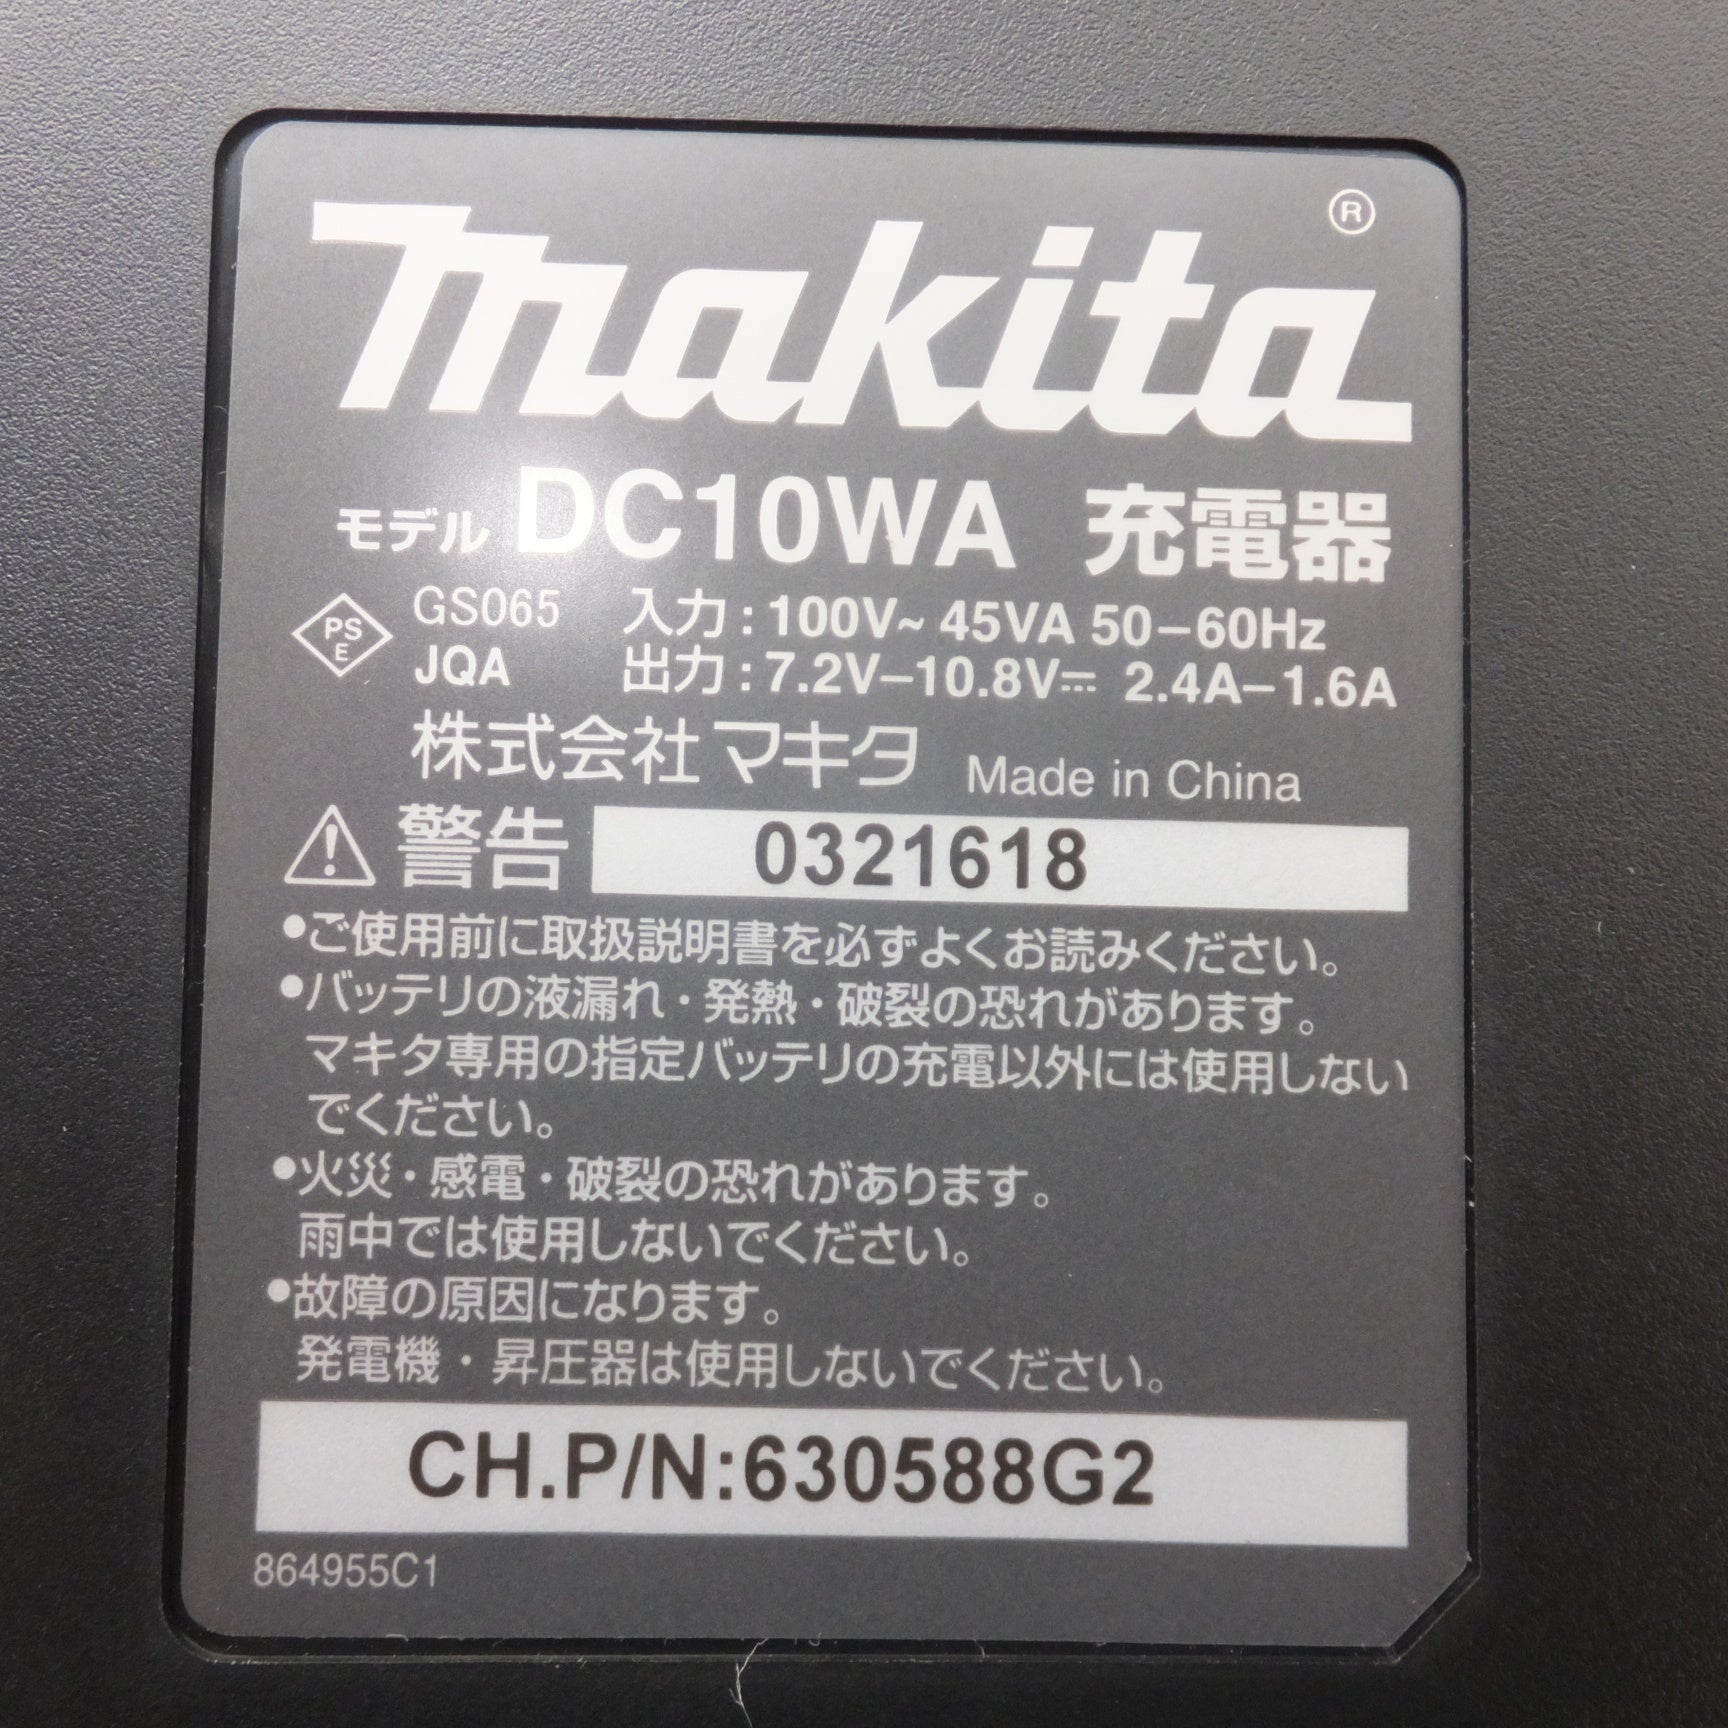 makita®
モデル DC10WA 充電器
PSE GS065 入力:100V~ 45VA 50-60Hz
JQA 出力:7.2V-10.8V⎓ 2.4A-1.6A
株式会社マキタ Made in China
⚠警告 0321618
●ご使用前に取扱説明書を必ずよくお読みください。
●バッテリの液漏れ・発熱・破裂の恐れがあります。
マキタ専用の指定バッテリの充電以外には使用しない
でください。
●火災・感電・破裂の恐れがあります。
雨中では使用しないでください。
●故障の原因になります。
発電機・昇圧器は使用しないでください。
CH.P/N:630588G2
864955C1